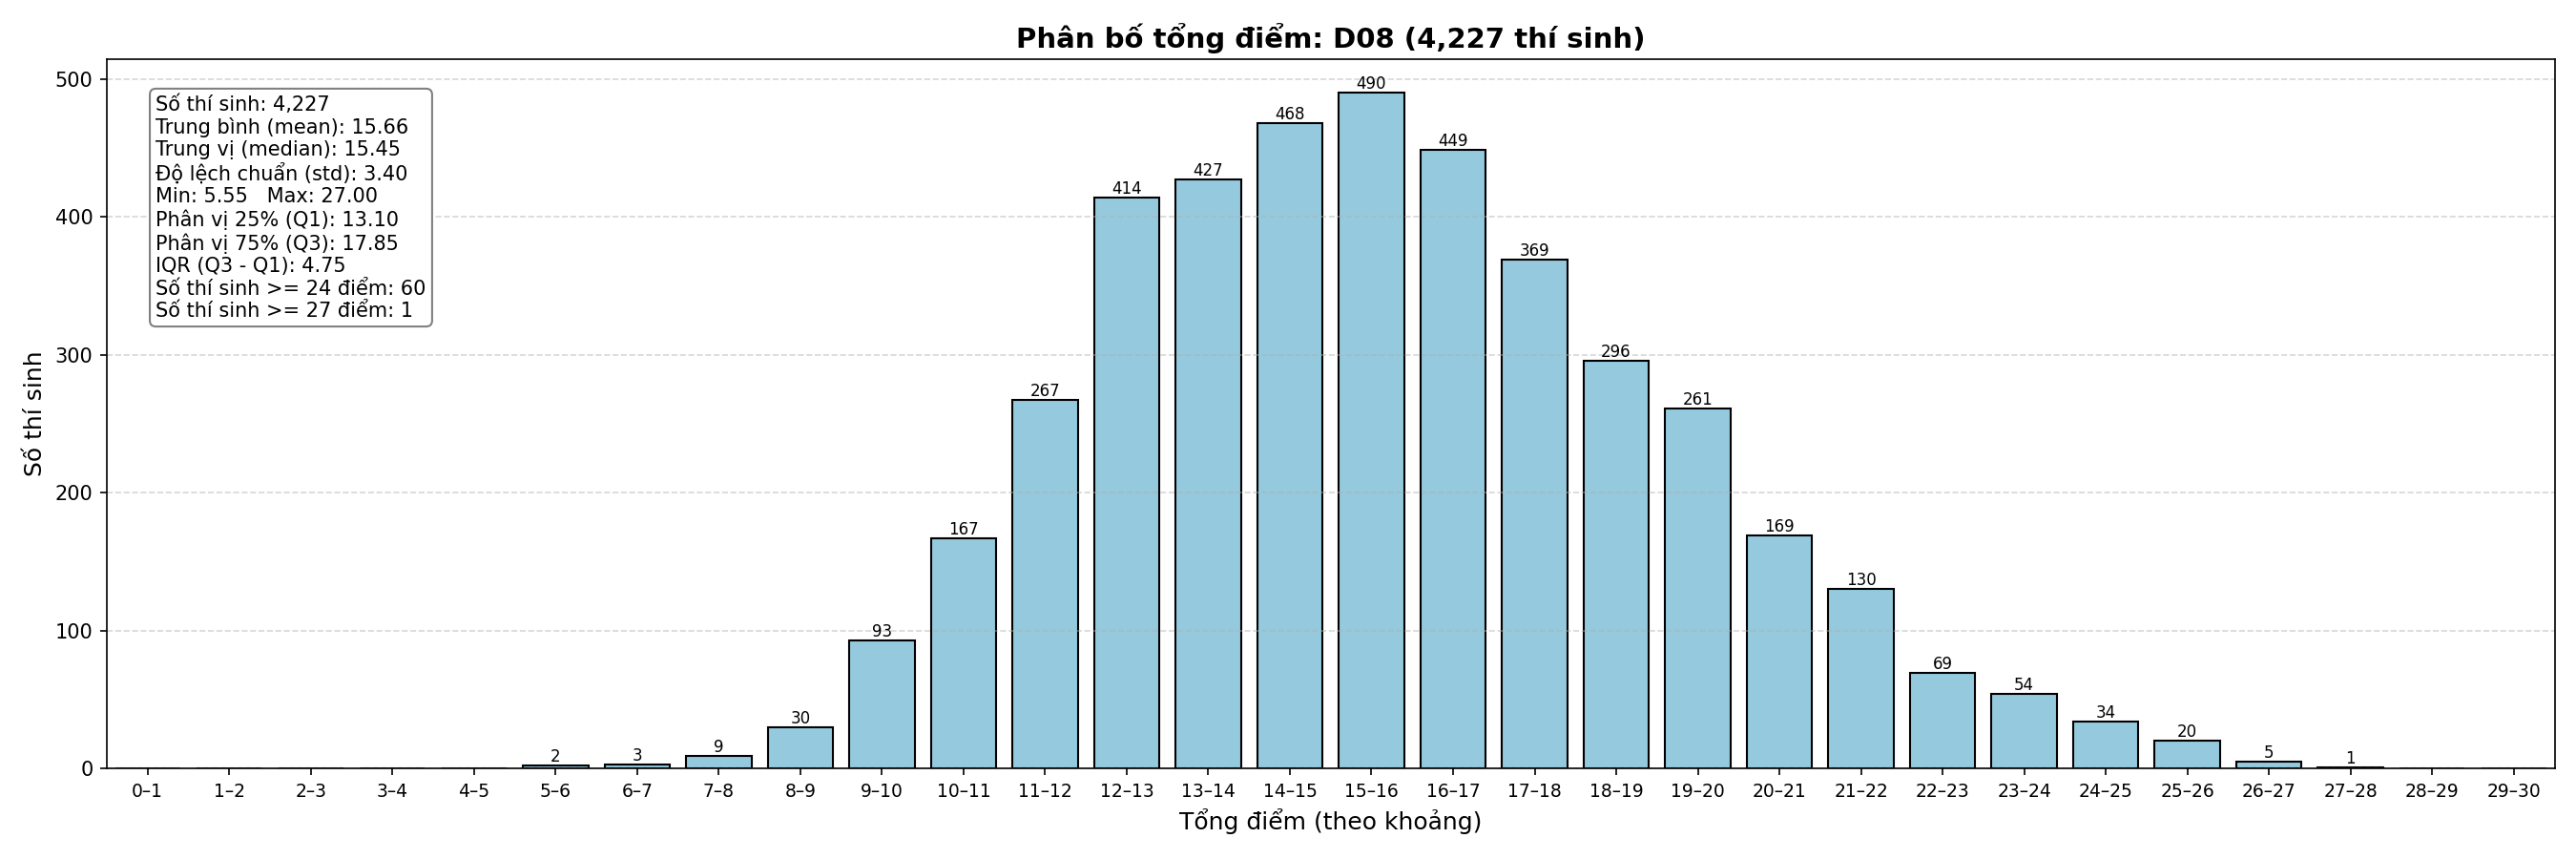 Phân bố tổng điểm: D08 (4,227 thí sinh)
Số thí sinh: 4,227
Trung bình (mean): 15.66
Trung vị (median): 15.45
Độ lệch chuẩn (std): 3.40
Min: 5.55   Max: 27.00
Phân vị 25% (Q1): 13.10
Phân vị 75% (Q3): 17.85
IQR (Q3 - Q1): 4.75
Số thí sinh >= 24 điểm: 60
Số thí sinh >= 27 điểm: 1
Số thí sinh
500
400
300
200
100
0
2 3 9 30 93 167 267 414 427 468 490 449 369 296 261 169 130 69 54 34 20 5 1
0–1 1–2 2–3 3–4 4–5 5–6 6–7 7–8 8–9 9–10 10–11 11–12 12–13 13–14 14–15 15–16 16–17 17–18 18–19 19–20 20–21 21–22 22–23 23–24 24–25 25–26 26–27 27–28 28–29 29–30
Tổng điểm (theo khoảng)